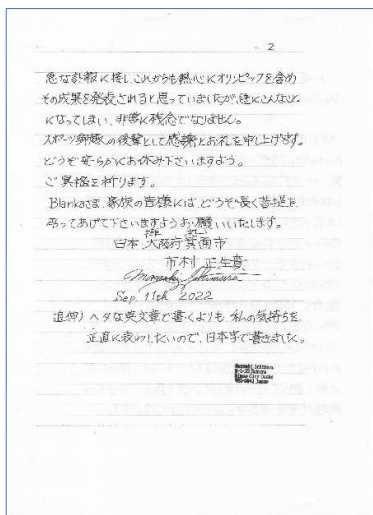 2
急な訃報に接し、これからも熱心にオリンピックを含め
その成果を発表されると思っていましたが、急にこんなふ
になってしまい、非常に残念でなりません。
スポーツ 後輩として感謝とお礼を申し上げます。
どうぞ安らかにお休み下さいますよう。
ご冥福を祈ります。
Blankaさま、家族の皆様には、どうぞ長く菩提を
弔ってあげて下さいますようお願いいたします。
日本 大阪府箕面市
市村 正
Sep. 11th 2022
追伸) ヘタな英文章で書くよりも 私の気持ちを
正直に表わしたいので、日本字で書きました。
Japan